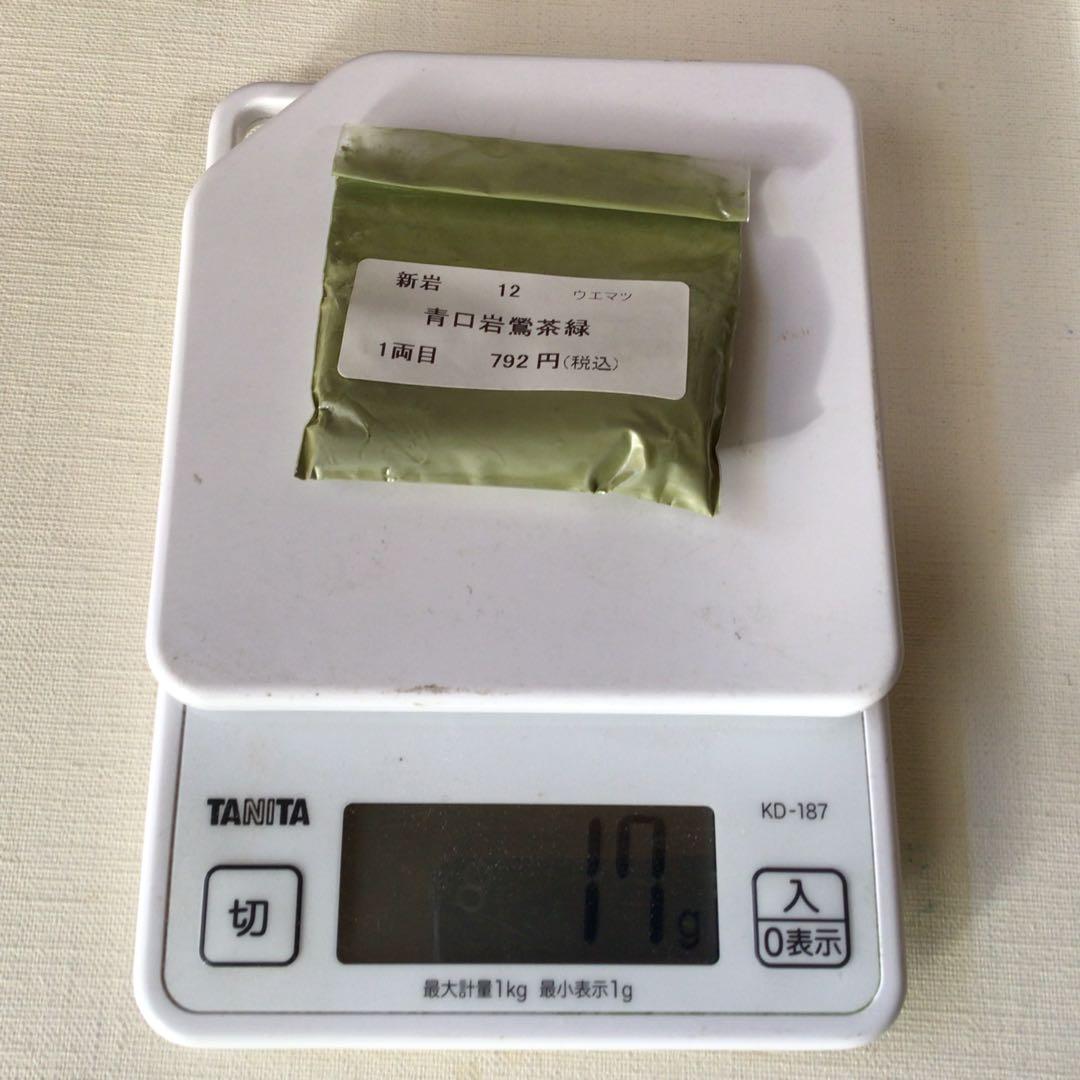 新岩 12 ウエマツ
青口岩鶯茶緑
1両目 792円(税込)
TANITA
KD-187
切
17g
入
0表示
最大計量1kg 最小表示1g